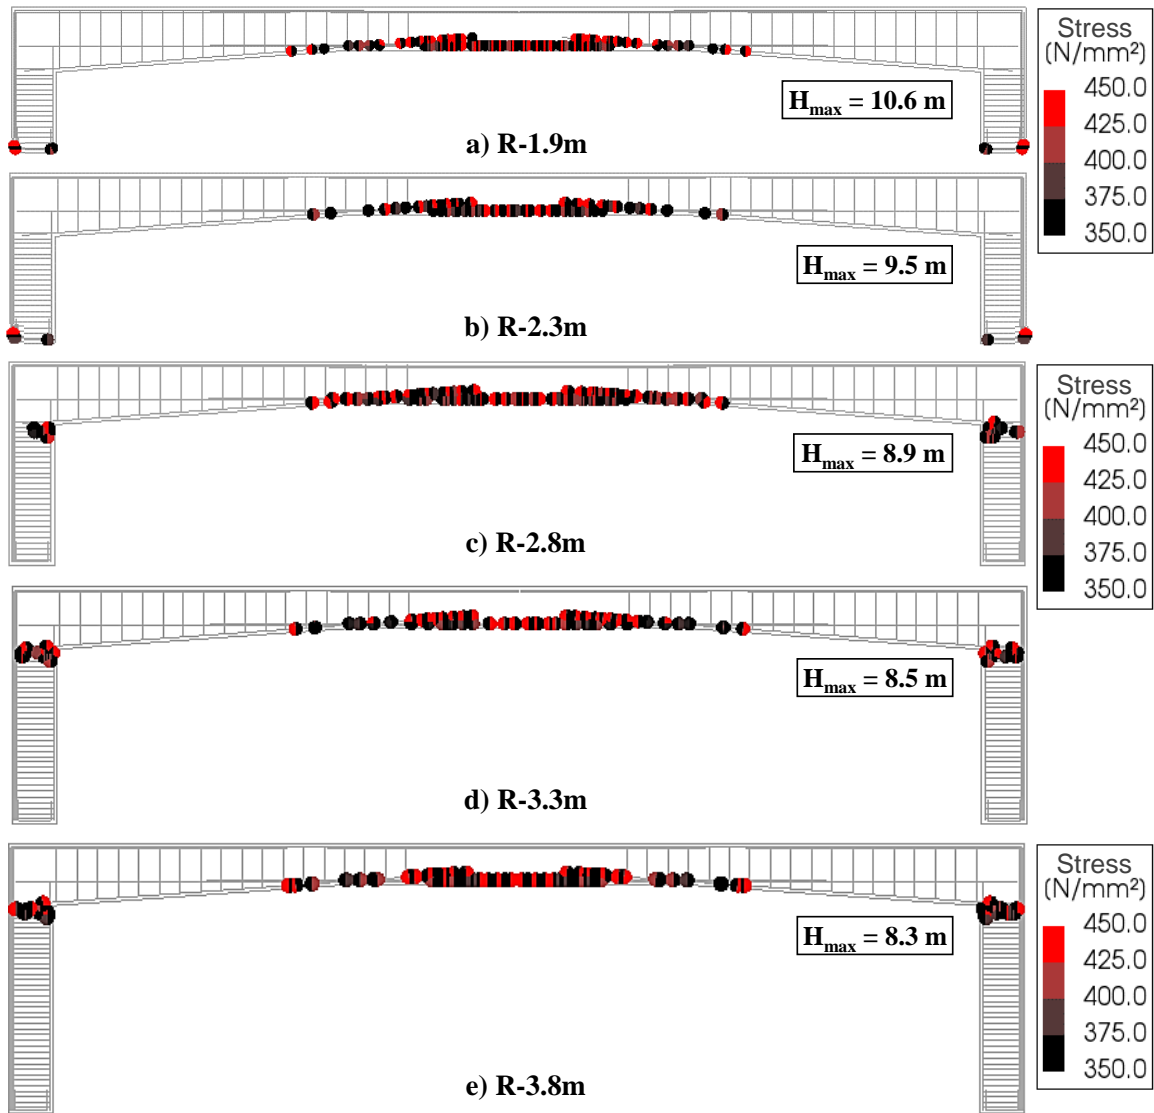 Stress
(N/mm²)
450.0
425.0
400.0
375.0
350.0
Hmax = 10.6 m
a) R-1.9m
Hmax = 9.5 m
b) R-2.3m
Stress
(N/mm²)
450.0
425.0
400.0
375.0
350.0
Hmax = 8.9 m
c) R-2.8m
Hmax = 8.5 m
d) R-3.3m
Stress
(N/mm²)
450.0
425.0
400.0
375.0
350.0
Hmax = 8.3 m
e) R-3.8m